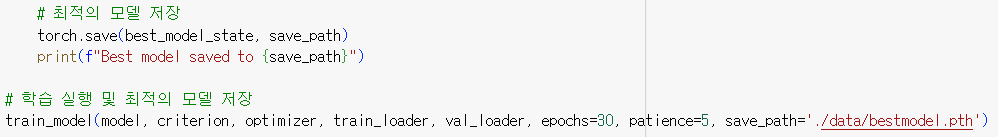 # 최적의 모델 저장
torch.save(best_model_state, save_path)
print(f"Best model saved to {save_path}")
# 학습 실행 및 최적의 모델 저장
train_model(model, criterion, optimizer, train_loader, val_loader, epochs=30, patience=5, save_path='./data/bestmodel.pth')